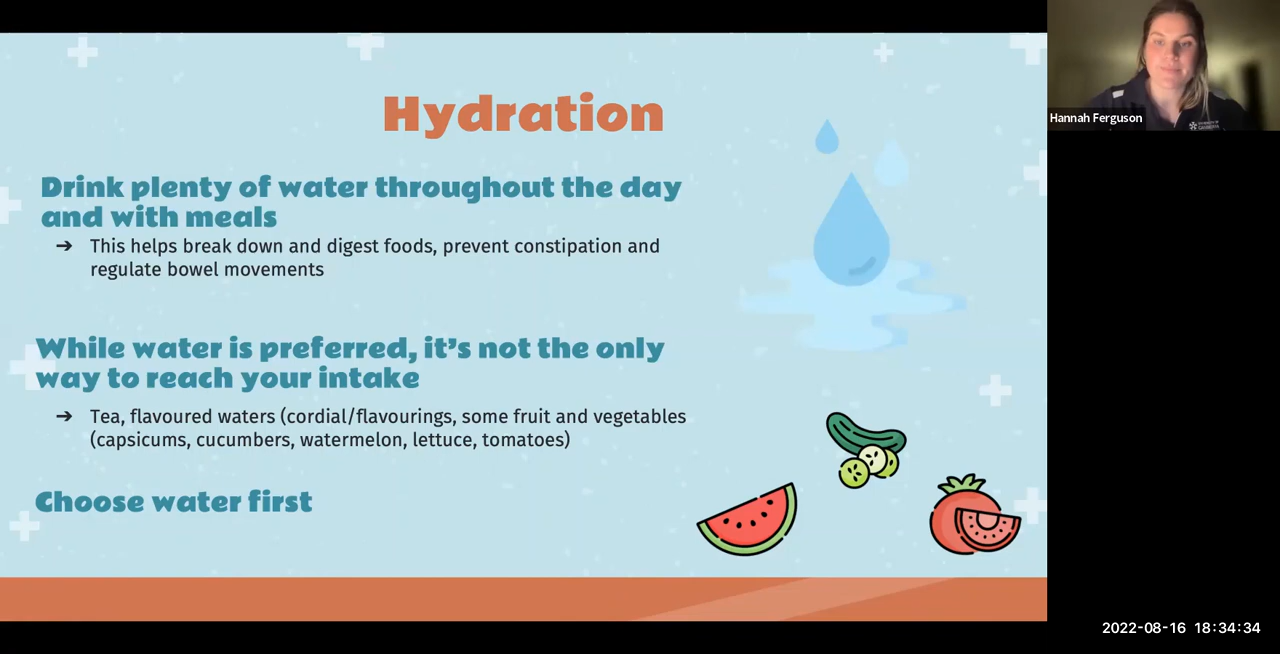 Hydration
Drink plenty of water throughout the day
and with meals
➔ This helps break down and digest foods, prevent constipation and
regulate bowel movements
While water is preferred, it's not the only
way to reach your intake
➔ Tea, flavoured waters (cordial/flavourings, some fruit and vegetables
(capsicums, cucumbers, watermelon, lettuce, tomatoes)
Choose water first
Hannah Ferguson
2022-08-16 18:34:34